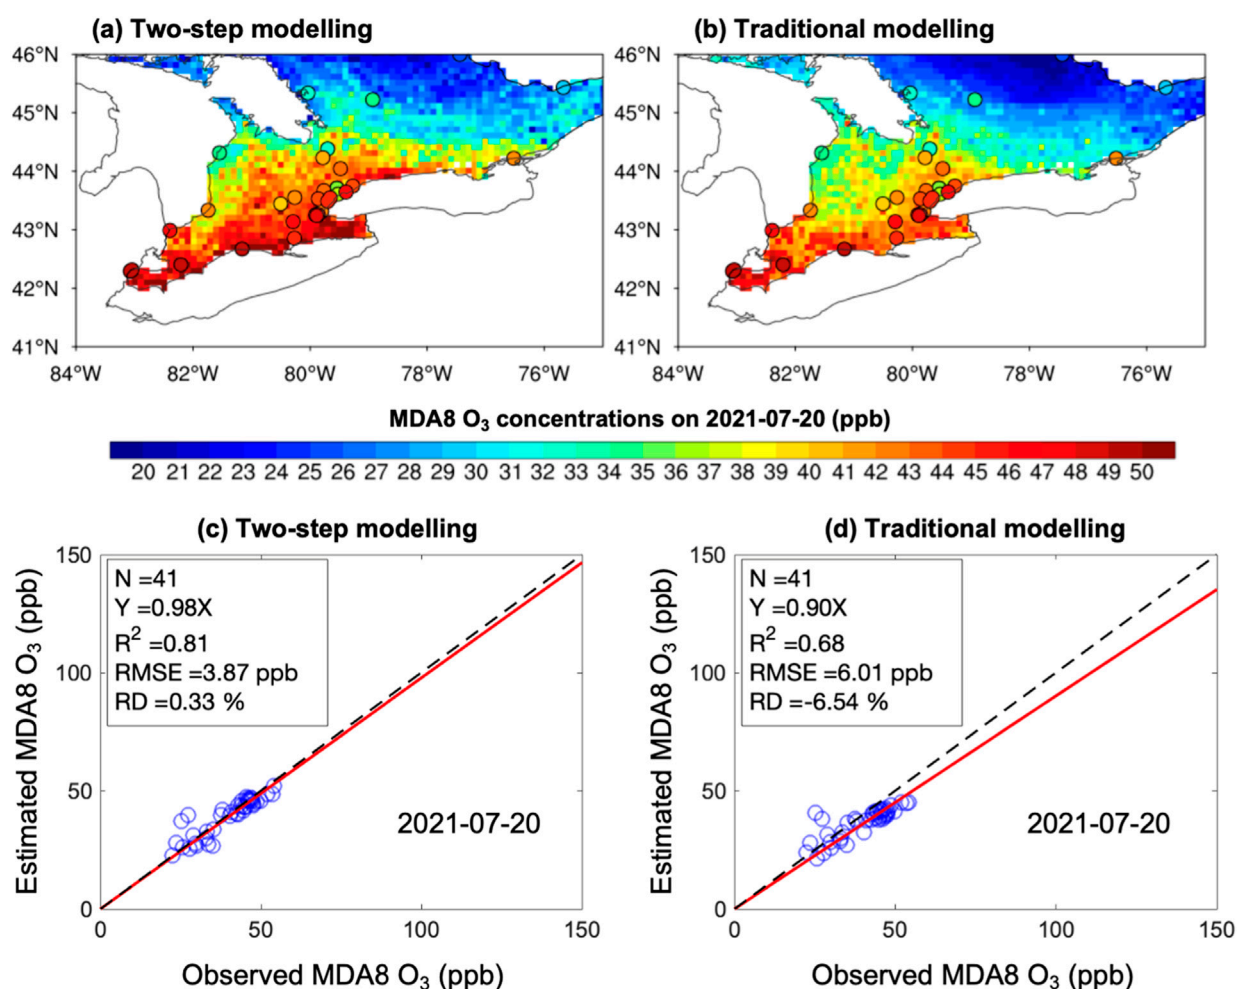 (a) Two-step modelling
(b) Traditional modelling
46°N
45°N
44°N
43°N
42°N
41°N
84°W 82°W 80°W 78°W 76°W
46°N
45°N
44°N
43°N
42°N
41°N
84°W 82°W 80°W 78°W 76°W
MDA8 O3 concentrations on 2021-07-20 (ppb)
20 21 22 23 25 26 27 28 29 30 31 32 33 34 35 36 37 38 39 40 41 42 43 44 45 47 48 49 50
(c) Two-step modelling
Estimated MDA8 O3 (ppb)
150
100
50
0
N =41
Y =0.98X
R2 =0.81
RMSE =3.87 ppb
RD =0.33 %
2021-07-20
0 50 100 150
Observed MDA8 O3 (ppb)
(d) Traditional modelling
Estimated MDA8 O3 (ppb)
150
100
50
0
N =41
Y =0.90X
R2 =0.68
RMSE =6.01 ppb
RD =-6.54 %
2021-07-20
0 50 100 150
Observed MDA8 O3 (ppb)